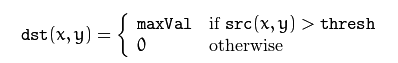 dst(x, y) = { maxVal if src(x, y) > thresh
0 otherwise